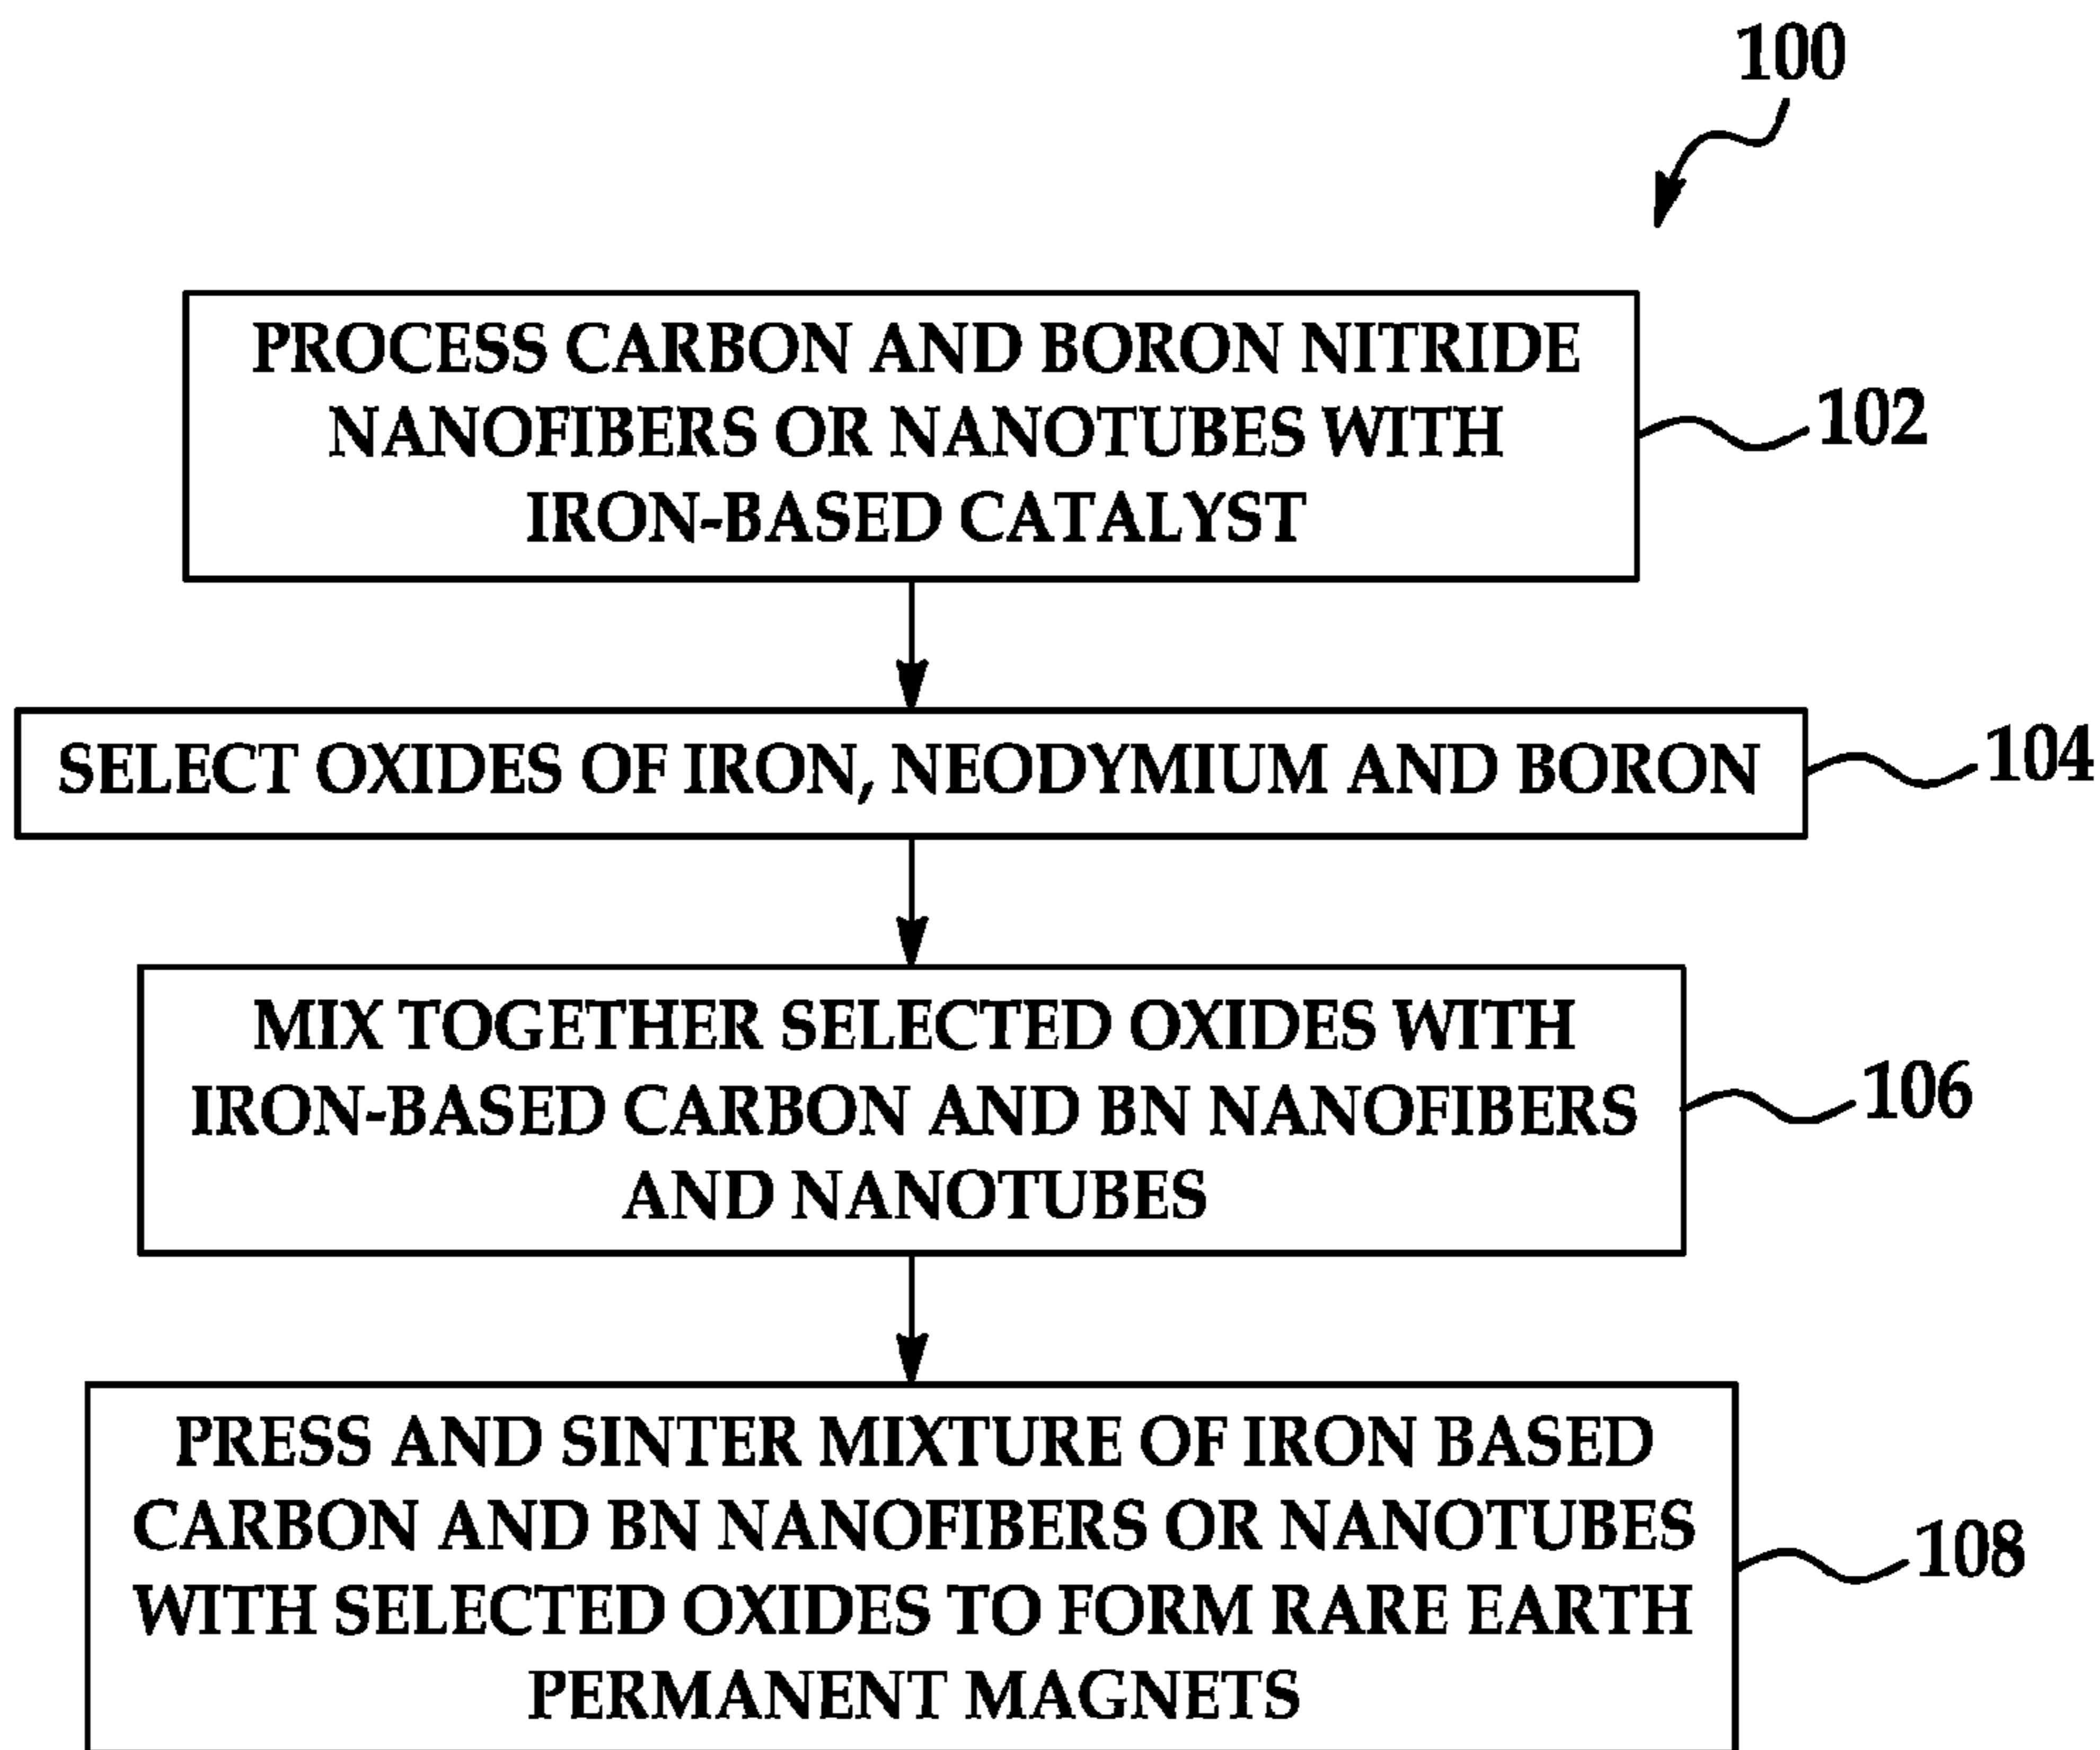 100
PROCESS CARBON AND BORON NITRIDE
NANOFIBERS OR NANOTUBES WITH
IRON-BASED CATALYST
102
SELECT OXIDES OF IRON, NEODYMIUM AND BORON
104
MIX TOGETHER SELECTED OXIDES WITH
IRON-BASED CARBON AND BN NANOFIBERS
AND NANOTUBES
106
PRESS AND SINTER MIXTURE OF IRON BASED
CARBON AND BN NANOFIBERS OR NANOTUBES
WITH SELECTED OXIDES TO FORM RARE EARTH
PERMANENT MAGNETS
108